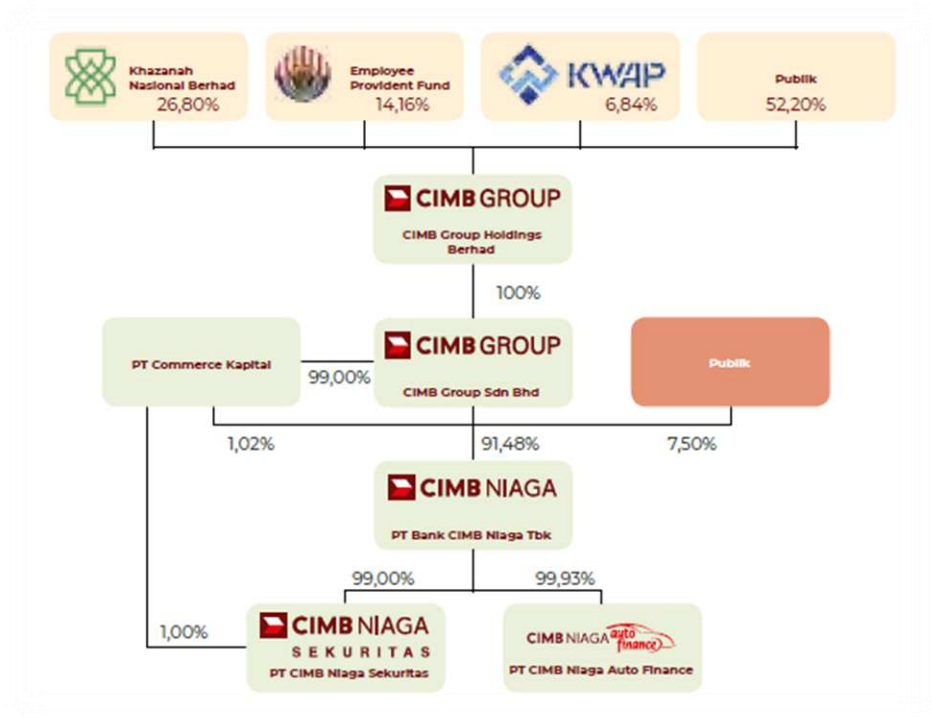 Khazanah
Nasional Berhad
26,80%
Employee
Provident Fund
14,16%
KWAP
6,84%
Publik
52,20%
CIMB GROUP
CIMB Group Holdings
Berhad
100%
PT Commerce Kapital
99,00%
CIMB GROUP
CIMB Group Sdn Bhd
Publik
1,02%
91,48%
7,50%
CIMB NIAGA
PT Bank CIMB Niaga Tbk
99,00%
99,93%
1,00%
CIMB NIAGA
SEKURITAS
PT CIMB Niaga Sekuritas
CIMB NIAGA auto
finance
PT CIMB Niaga Auto Finance